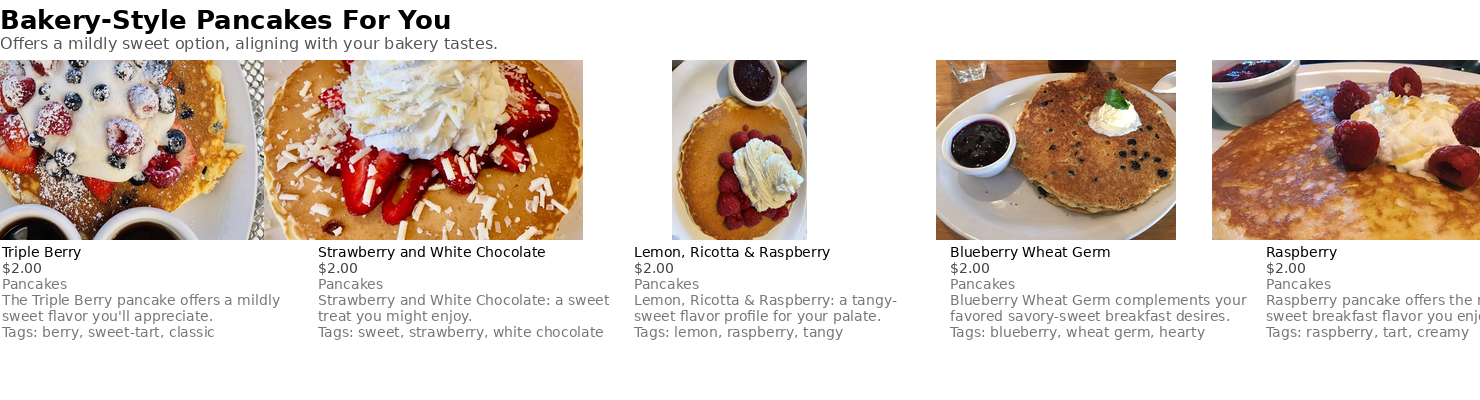 Bakery-Style Pancakes For You
Offers a mildly sweet option, aligning with your bakery tastes.
Triple Berry
$2.00
Pancakes
The Triple Berry pancake offers a mildly
sweet flavor you'll appreciate.
Tags: berry, sweet-tart, classic
Strawberry and White Chocolate
$2.00
Pancakes
Strawberry and White Chocolate: a sweet
treat you might enjoy.
Tags: sweet, strawberry, white chocolate
Lemon, Ricotta & Raspberry
$2.00
Pancakes
Lemon, Ricotta & Raspberry: a tangy-
sweet flavor profile for your palate.
Tags: lemon, raspberry, tangy
Blueberry Wheat Germ
$2.00
Pancakes
Blueberry Wheat Germ complements your
favored savory-sweet breakfast desires.
Tags: blueberry, wheat germ, hearty
Raspberry
$2.00
Pancakes
Raspberry pancake offers the
sweet breakfast flavor you
Tags: raspberry, tart, creamy